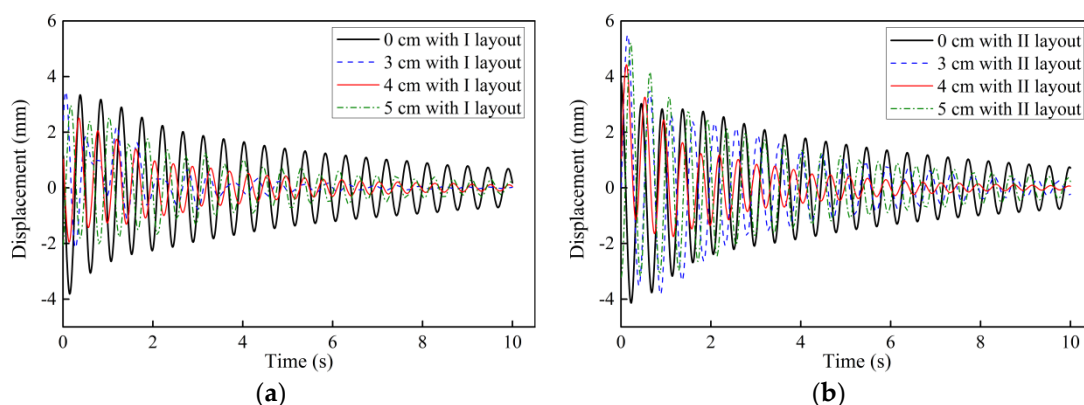 6
4
2
0
-2
-4
0
2
4
6
8
10
Displacement (mm)
Time (s)
0 cm with I layout
3 cm with I layout
4 cm with I layout
5 cm with I layout
(a)
6
4
2
0
-2
-4
0
2
4
6
8
10
Displacement (mm)
Time (s)
0 cm with II layout
3 cm with II layout
4 cm with II layout
5 cm with II layout
(b)